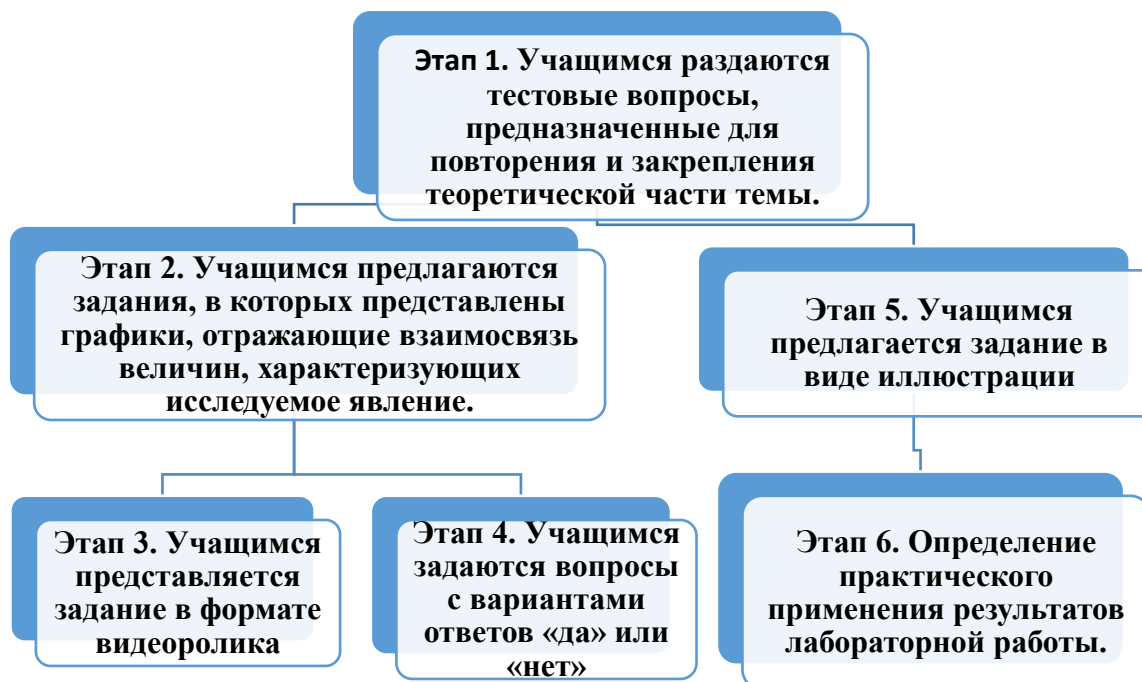 Этап 1. Учащимся раздаются
тестовые вопросы,
предназначенные для
повторения и закрепления
теоретической части темы.
Этап 2. Учащимся предлагаются
задания, в которых представлены
графики, отражающие взаимосвязь
величин, характеризующих
исследуемое явление.
Этап 5. Учащимся
предлагается задание в
виде иллюстрации
Этап 3. Учащимся
представляется
задание в формате
видеоролика
Этап 4. Учащимся
задаются вопросы
с вариантами
ответов «да» или
«нет»
Этап 6. Определение
практического
применения результатов
лабораторной работы.